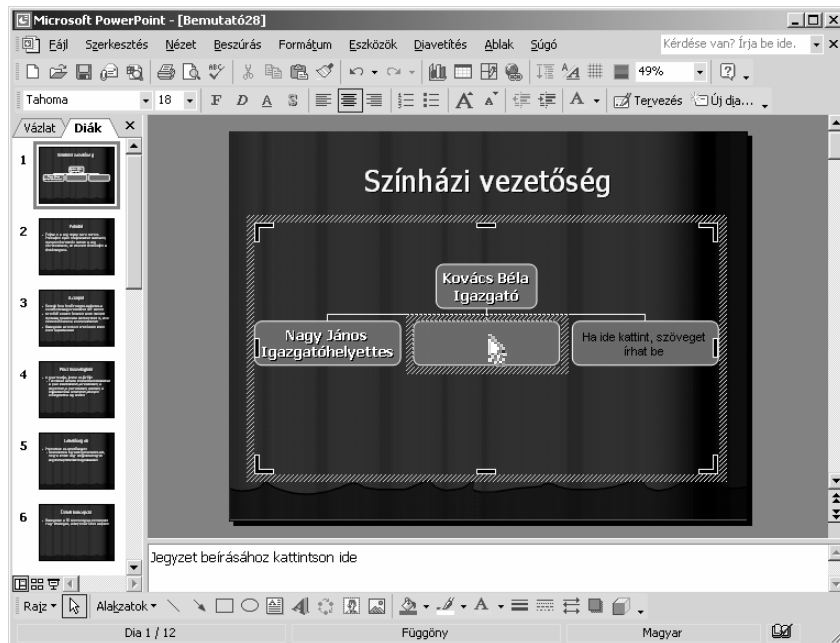 Microsoft PowerPoint - [Bemutató28]
Fájl Szerkesztés Nézet Beszúrás Formátum Eszközök Diavetítés Ablak Súgó Kérdése van? Írja be ide.
49%
Tahoma 18 F D A S A A A Tervezés Új dia...
Vázlat Diák
Színházi vezetőség
Kovács Béla
Igazgató
Nagy János
Igazgatóhelyettes
Ha ide kattint, szöveget
írhat be
1
2
3
4
5
6
Jegyzet beírásához kattintson ide
Rajz Alakzatok
Dia 1 / 12 Függöny Magyar